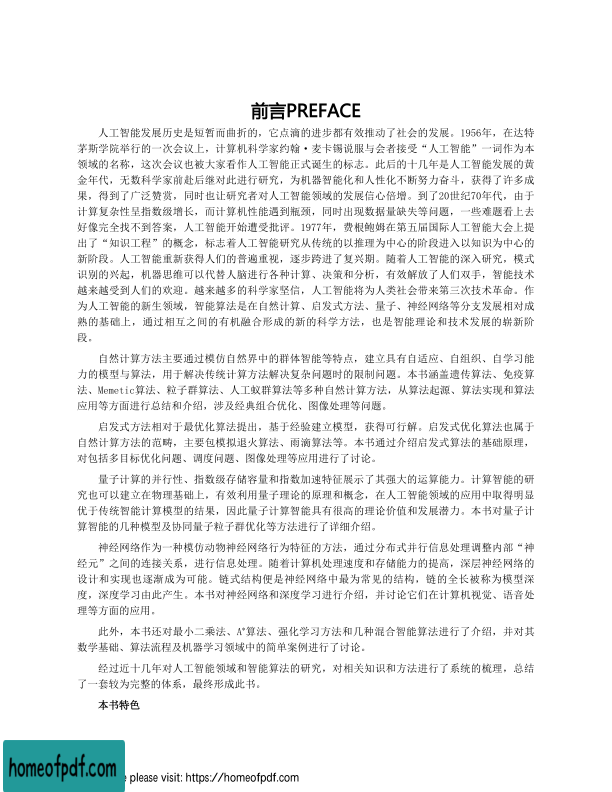 前言PREFACE
人工智能发展历史是短暂而曲折的，它点滴的进步都有效推动了社会的发展。1956年，在达特
茅斯学院举行的一次会议上，计算机科学家约翰·麦卡锡说服与会者接受“人工智能”一词作为本
领域的名称，这次会议也被大家看作人工智能正式诞生的标志。此后的十几年是人工智能发展的黄
金年代，无数科学家前赴后继对此进行研究，为机器智能化和人性化不断努力奋斗，获得了许多成
果，得到了广泛赞赏，同时也让研究者对人工智能领域的发展信心倍增。到了20世纪70年代，由于
计算复杂性呈指数级增长，而计算机性能遇到瓶颈，同时出现数据量缺失等问题，一些难题看上去
好像完全找不到答案，人工智能开始遭受批评。1977年，费根鲍姆在第五届国际人工智能大会上提
出了“知识工程”的概念，标志着人工智能研究从传统的以推理为中心的阶段进入以知识为中心的
新阶段。人工智能重新获得人们的普遍重视，逐步跨进了复兴期。随着人工智能的深入研究，模式
识别的兴起，机器思维可以代替人脑进行各种计算、决策和分析，有效解放了人们双手，智能技术
越来越受到人们的欢迎。越来越多的科学家坚信，人工智能将为人类社会带来第三次技术革命。作
为人工智能的新生领域，智能算法是在自然计算、启发式方法、量子、神经网络等分支发展相对成
熟的基础上，通过相互之间的有机融合形成的新的科学方法，也是智能理论和技术发展的崭新阶
段。
自然计算方法主要通过模仿自然界中的群体智能等特点，建立具有自适应、自组织、自学习能
力的模型与算法，用于解决传统计算方法解决复杂问题时的限制问题。本书涵盖遗传算法、免疫算
法、Memetic算法、粒子群算法、人工蚁群算法等多种自然计算方法，从算法起源、算法实现和算法
应用等方面进行总结和介绍，涉及经典组合优化、图像处理等问题。
启发式方法相对于最优化算法提出，基于经验建立模型，获得可行解。启发式优化算法也属于
自然计算方法的范畴，主要包模拟退火算法、雨滴算法等。本书通过介绍启发式算法的基础原理，
对包括多目标优化问题、调度问题、图像处理等应用进行了讨论。
量子计算的并行性、指数级存储容量和指数加速特征展示了其强大的运算能力。计算智能的研
究也可以建立在物理基础上，有效利用量子理论的原理和概念，在人工智能领域的应用中取得明显
优于传统智能计算模型的结果，因此量子计算智能具有很高的理论价值和发展潜力。本书对量子计
算智能的几种模型及协同量子粒子群优化等方法进行了详细介绍。
神经网络作为一种模仿动物神经网络行为特征的方法，通过分布式并行信息处理调整内部“神
经元”之间的连接关系，进行信息处理。随着计算机处理速度和存储能力的提高，深层神经网络的
设计和实现也逐渐成为可能。链式结构便是神经网络中最为常见的结构，链的全长被称为模型深
度，深度学习由此产生。本书对神经网络和深度学习进行介绍，并讨论它们在计算机视觉、语音处
理等方面的应用。
此外，本书还对最小二乘法、A*算法、强化学习方法和几种混合智能算法进行了介绍，并对其
数学基础、算法流程及机器学习领域中的简单案例进行了讨论。
经过近十几年对人工智能领域和智能算法的研究，对相关知识和方法进行了系统的梳理，总结
了一套较为完整的体系，最终形成此书。
本书特色
homeofpdf.com
e please visit: https://homeofpdf.com